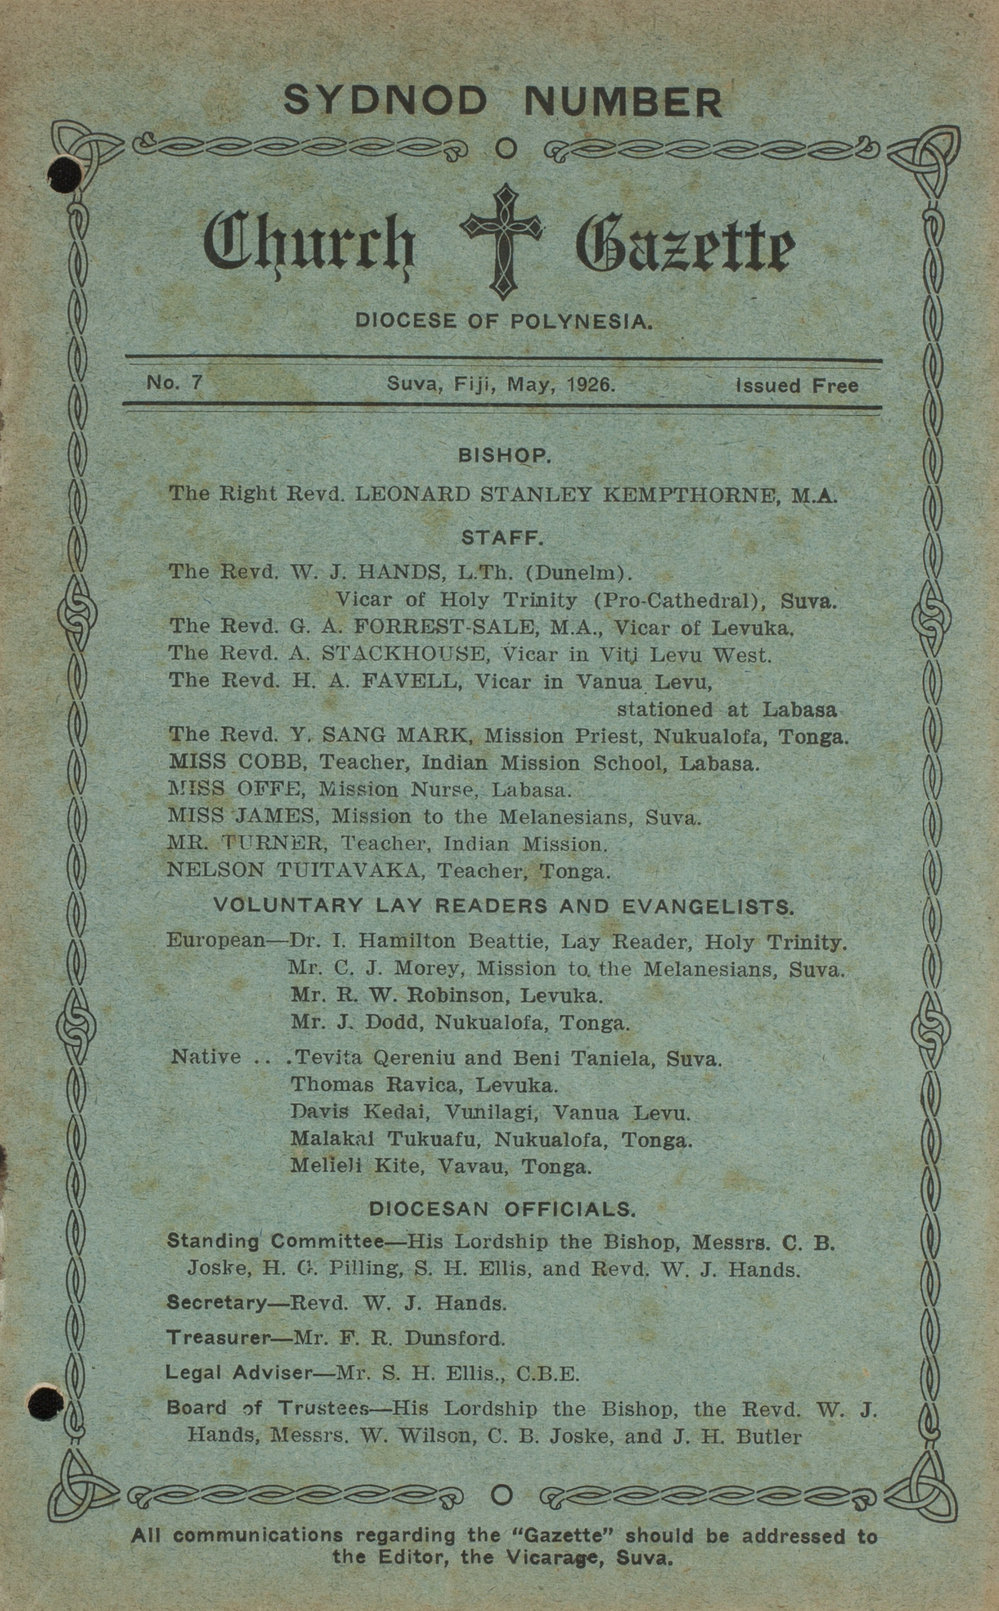 SYDNOD NUMBER
Church Gazette
DIOCESE OF POLYNESIA.
No. 7 Suva, Fiji, May, 1926. Issued Free
BISHOP.
The Right Revd. LEONARD STANLEY KEMPTHORNE, M.A.
STAFF.
The Revd. W. J. HANDS, L.Th. (Dunelm).
Vicar of Holy Trinity (Pro-Cathedral), Suva.
The Revd. G. A. FORREST-SALE, M.A., Vicar of Levuka.
The Revd. A. STACKHOUSE, Vicar in Viti Levu West.
The Revd. H. A. FAVELL, Vicar in Vanua Levu,
stationed at Labasa
The Revd. Y. SANG MARK, Mission Priest, Nukualofa, Tonga.
MISS COBB, Teacher, Indian Mission School, Labasa.
MISS OFFE, Mission Nurse, Labasa.
MISS JAMES, Mission to the Melanesians, Suva.
MR. TURNER, Teacher, Indian Mission.
NELSON TUITAVAKA, Teacher, Tonga.
VOLUNTARY LAY READERS AND EVANGELISTS.
European—Dr. I. Hamilton Beattie, Lay Reader, Holy Trinity.
Mr. C. J. Morey, Mission to the Melanesians, Suva.
Mr. R. W. Robinson, Levuka.
Mr. J. Dodd, Nukualofa, Tonga.
Native .. .Tevita Qereniu and Beni Taniela, Suva.
Thomas Ravica, Levuka.
Davis Kedai, Vunilagi, Vanua Levu.
Malakai Tukuafu, Nukualofa, Tonga.
Melieli Kite, Vavau, Tonga.
DIOCESAN OFFICIALS.
Standing Committee—His Lordship the Bishop, Messrs. C. B.
Joske, H. G. Pilling, S. H. Ellis, and Revd. W. J. Hands.
Secretary—Revd. W. J. Hands.
Treasurer—Mr. F. R. Dunsford.
Legal Adviser—Mr. S. H. Ellis., C.B.E.
Board of Trustees—His Lordship the Bishop, the Revd. W. J.
Hands, Messrs. W. Wilson, C. B. Joske, and J. H. Butler
All communications regarding the "Gazette" should be addressed to
the Editor, the Vicarage, Suva.